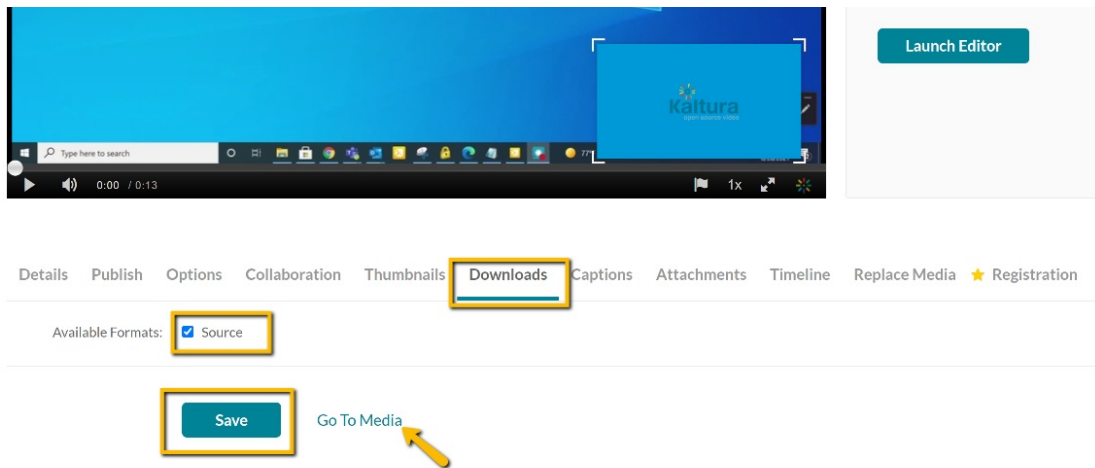 Launch Editor
Kaltura
open source video
Type here to search
77°
0:00 / 0:13
1x
Details Publish Options Collaboration Thumbnails Downloads Captions Attachments Timeline Replace Media Registration
Available Formats: Source
Save Go To Media